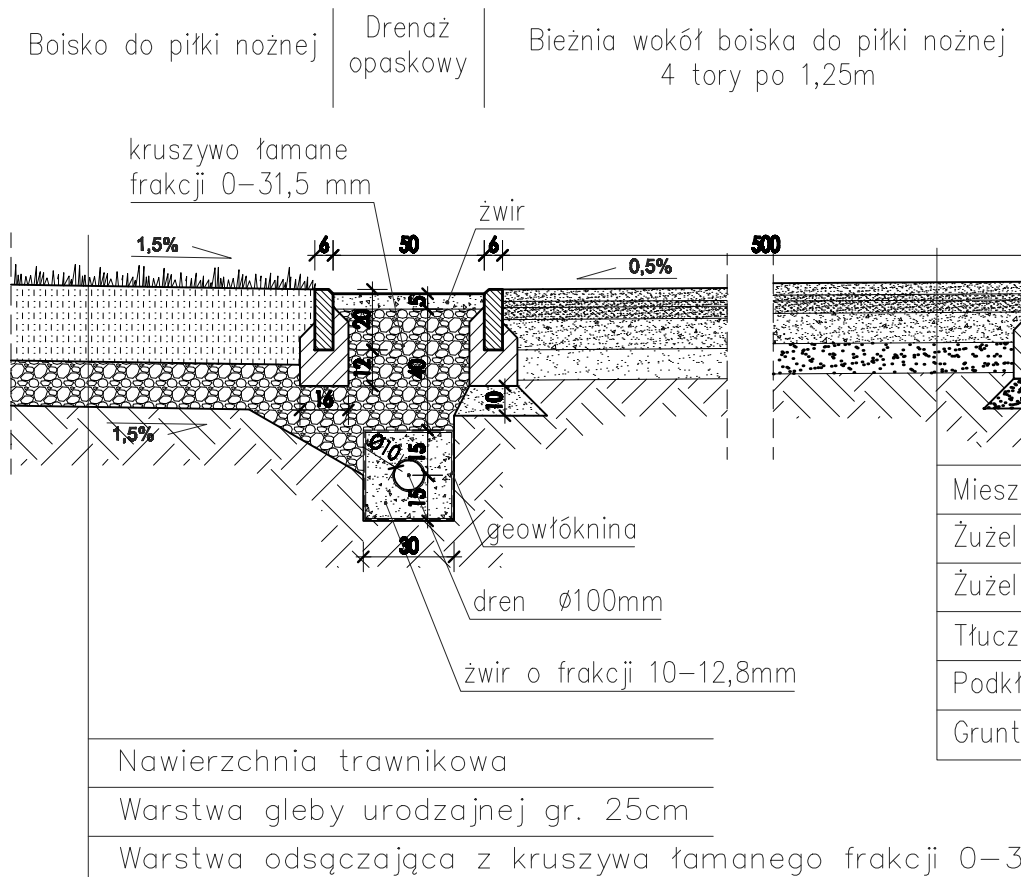 Boisko do piłki nożnej
Drenaż
opaskowy
Bieżnia wokół boiska do piłki nożnej
4 tory po 1,25m
kruszywo łamane
frakcji 0-31,5 mm
żwir
1,5%
6
50
6
500
0,5%
5
20
12
40
16
10
1,5%
Ø10
15
15
30
geowłóknina
dren Ø100mm
żwir o frakcji 10-12,8mm
Miesz
Żużel
Żużel
Tłucz
Podkł
Grunt
Nawierzchnia trawnikowa
Warstwa gleby urodzajnej gr. 25cm
Warstwa odsączająca z kruszywa łamanego frakcji 0-3